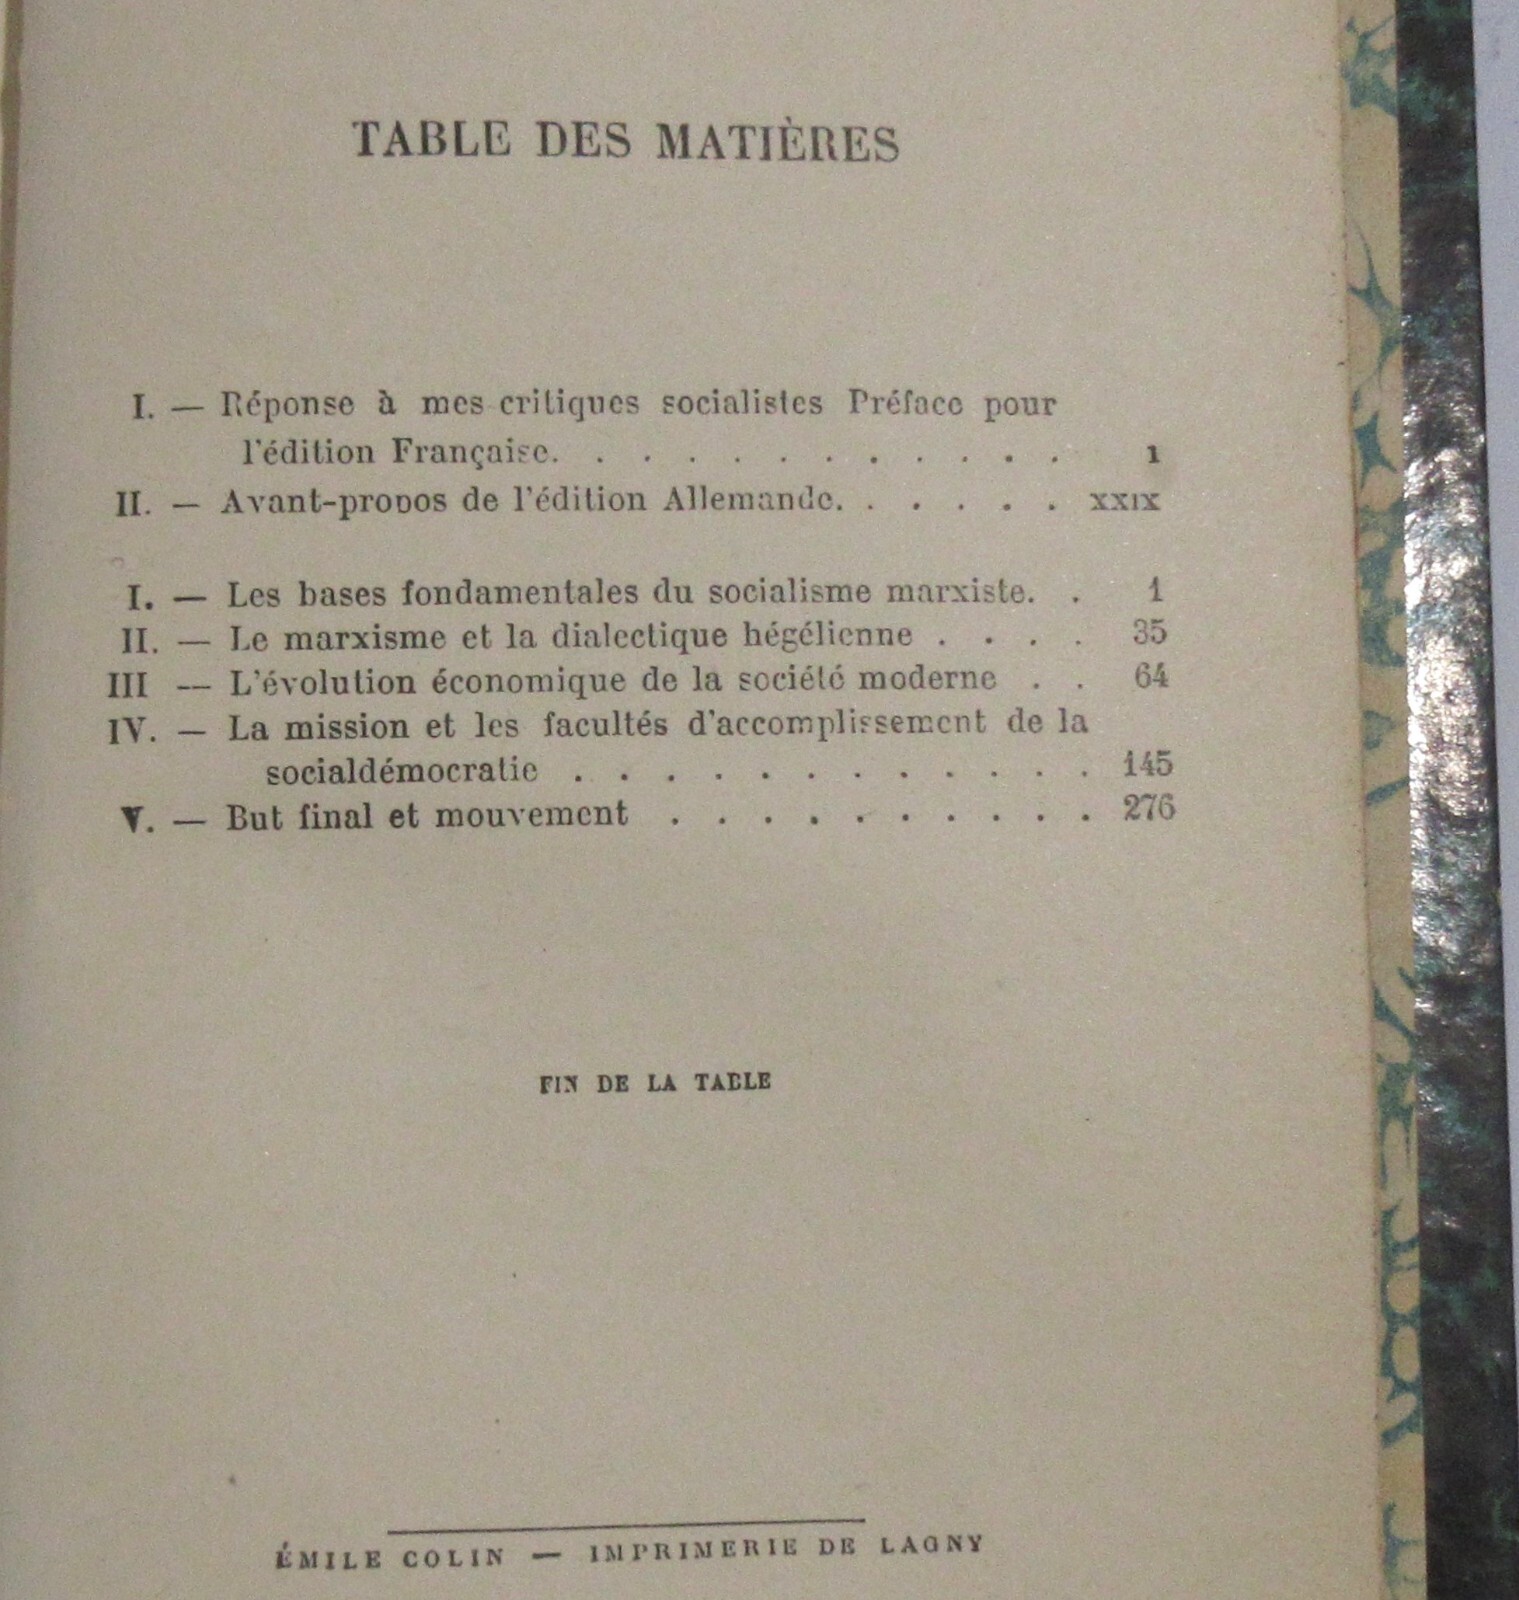 TABLE DES MATIÈRES
I. — Réponse à mes critiques socialistes Préface pour
l'édition Française. . . . . . . . . . . . I
II. — Avant-propos de l'édition Allemande. . . . . . XXIX
I. — Les bases fondamentales du socialisme marxiste. . 1
II. — Le marxisme et la dialectique hégélienne . . . . 35
III — L'évolution économique de la société moderne . . 64
IV. — La mission et les facultés d'accomplissement de la
socialdémocratie . . . . . . . . . . . . 145
V. — But final et mouvement . . . . . . . . . . 276
FIN DE LA TABLE
ÉMILE COLIN — IMPRIMERIE DE LAGNY